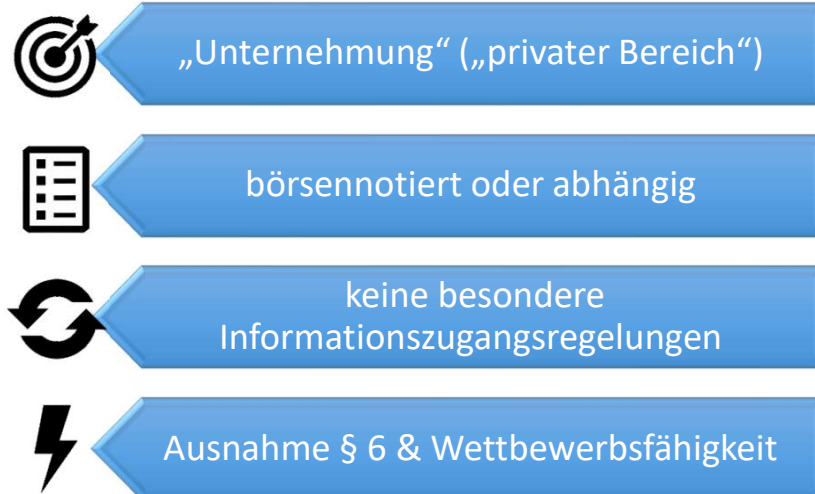 „Unternehmung“ („privater Bereich“)
börsennotiert oder abhängig
keine besondere
Informationszugangsregelungen
Ausnahme § 6 & Wettbewerbsfähigkeit